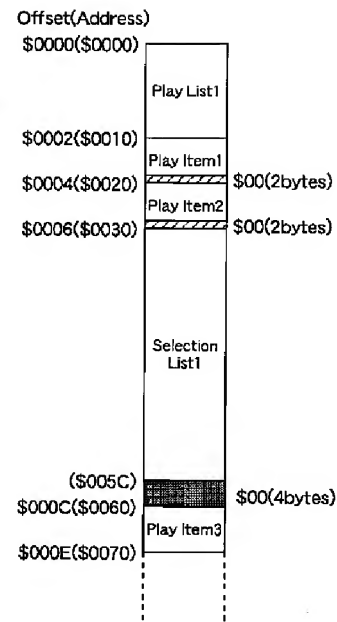 Offset(Address)
$0000($0000)
Play List1
$0002($0010)
Play Item1
$0004($0020)
$00(2bytes)
Play Item2
$0006($0030)
$00(2bytes)
Selection
List1
($005C)
$00(4bytes)
$000C($0060)
Play Item3
$000E($0070)